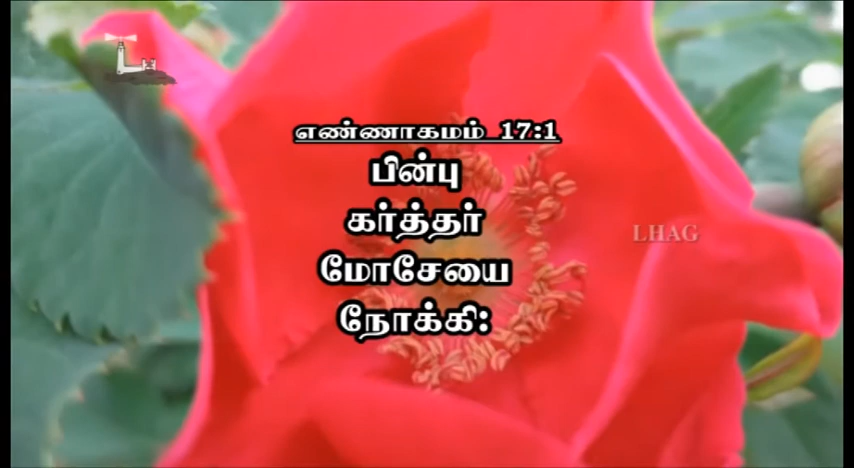 எண்ணாகமம் 17:1
பின்பு
கர்த்தர்
மோசேயை
நோக்கி:
LHAG